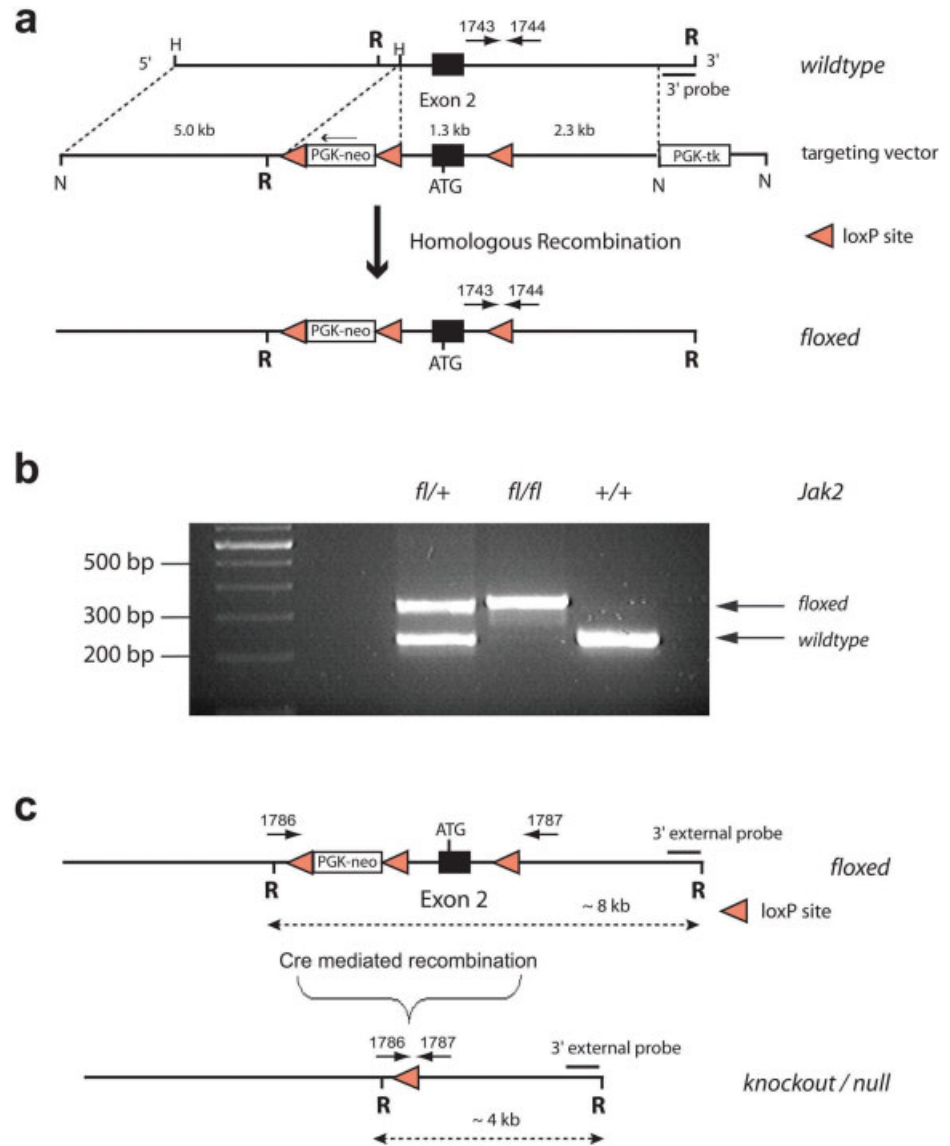 a
1743 1744
H R H R
5' 3'
wildtype
Exon 2
3' probe
5.0 kb 1.3 kb 2.3 kb
PGK-neo PGK-tk targeting vector
N R ATG N N
Homologous Recombination
loxP site
1743 1744
PGK-neo
floxed
R ATG R
b
fl/+ fl/fl +/+ Jak2
500 bp
floxed
300 bp
wildtype
200 bp
c
1786 ATG 1787
3' external probe
PGK-neo
floxed
R Exon 2 R
loxP site
~ 8 kb
Cre mediated recombination
1786 1787
3' external probe
knockout / null
R R
~ 4 kb